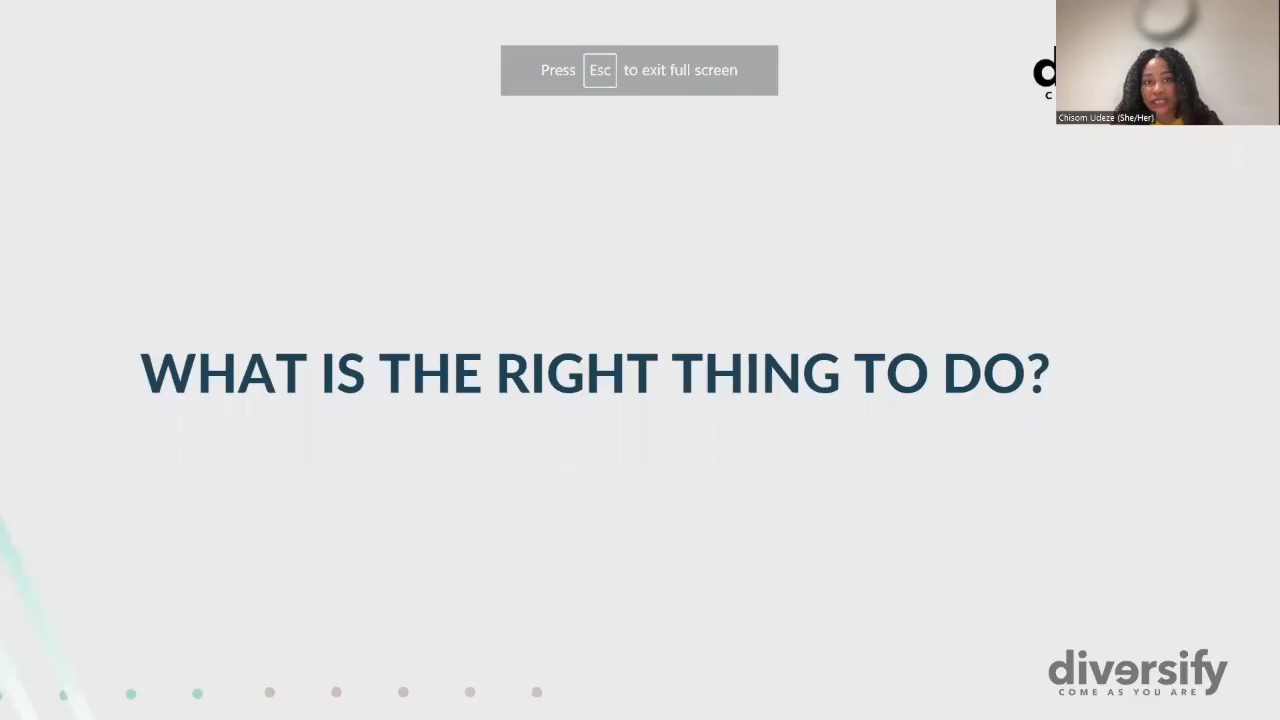 Press Esc to exit full screen
d
C
Chisom Udeze (She/Her)
WHAT IS THE RIGHT THING TO DO?
diversify
COME AS YOU ARE